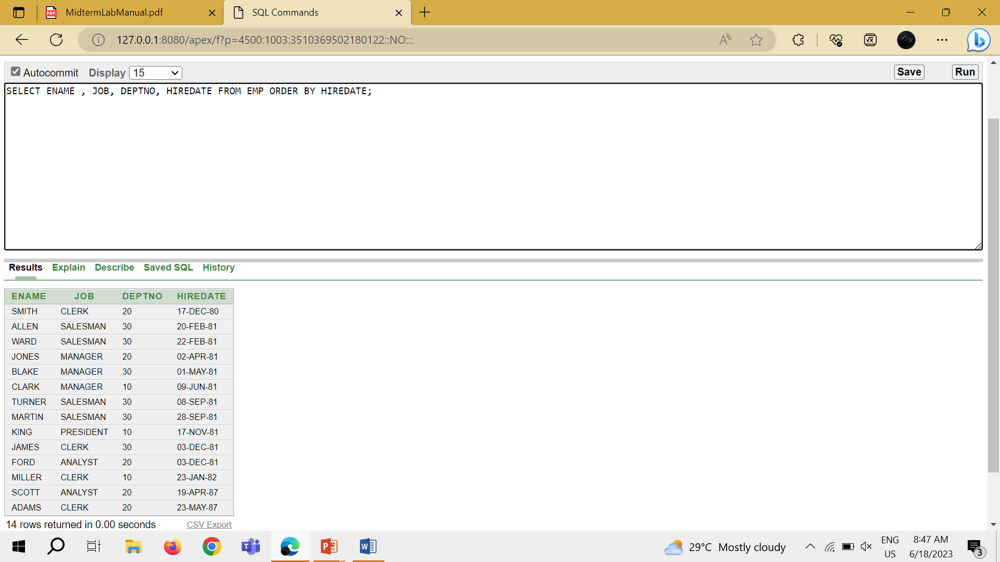 MidtermLabManual.pdf
SQL Commands
127.0.0.1:8080/apex/f?p=4500:1003:3510369502180122::NO:::
Autocommit Display 15 Save Run
SELECT ENAME , JOB, DEPTNO, HIREDATE FROM EMP ORDER BY HIREDATE;
Results Explain Describe Saved SQL History
ENAME JOB DEPTNO HIREDATE
SMITH CLERK 20 17-DEC-80
ALLEN SALESMAN 30 20-FEB-81
WARD SALESMAN 30 22-FEB-81
JONES MANAGER 20 02-APR-81
BLAKE MANAGER 30 01-MAY-81
CLARK MANAGER 10 09-JUN-81
TURNER SALESMAN 30 08-SEP-81
MARTIN SALESMAN 30 28-SEP-81
KING PRESIDENT 10 17-NOV-81
JAMES CLERK 30 03-DEC-81
FORD ANALYST 20 03-DEC-81
MILLER CLERK 10 23-JAN-82
SCOTT ANALYST 20 19-APR-87
ADAMS CLERK 20 23-MAY-87
14 rows returned in 0.00 seconds CSV Export
29°C Mostly cloudy
ENG
US
8:47 AM
6/18/2023
3